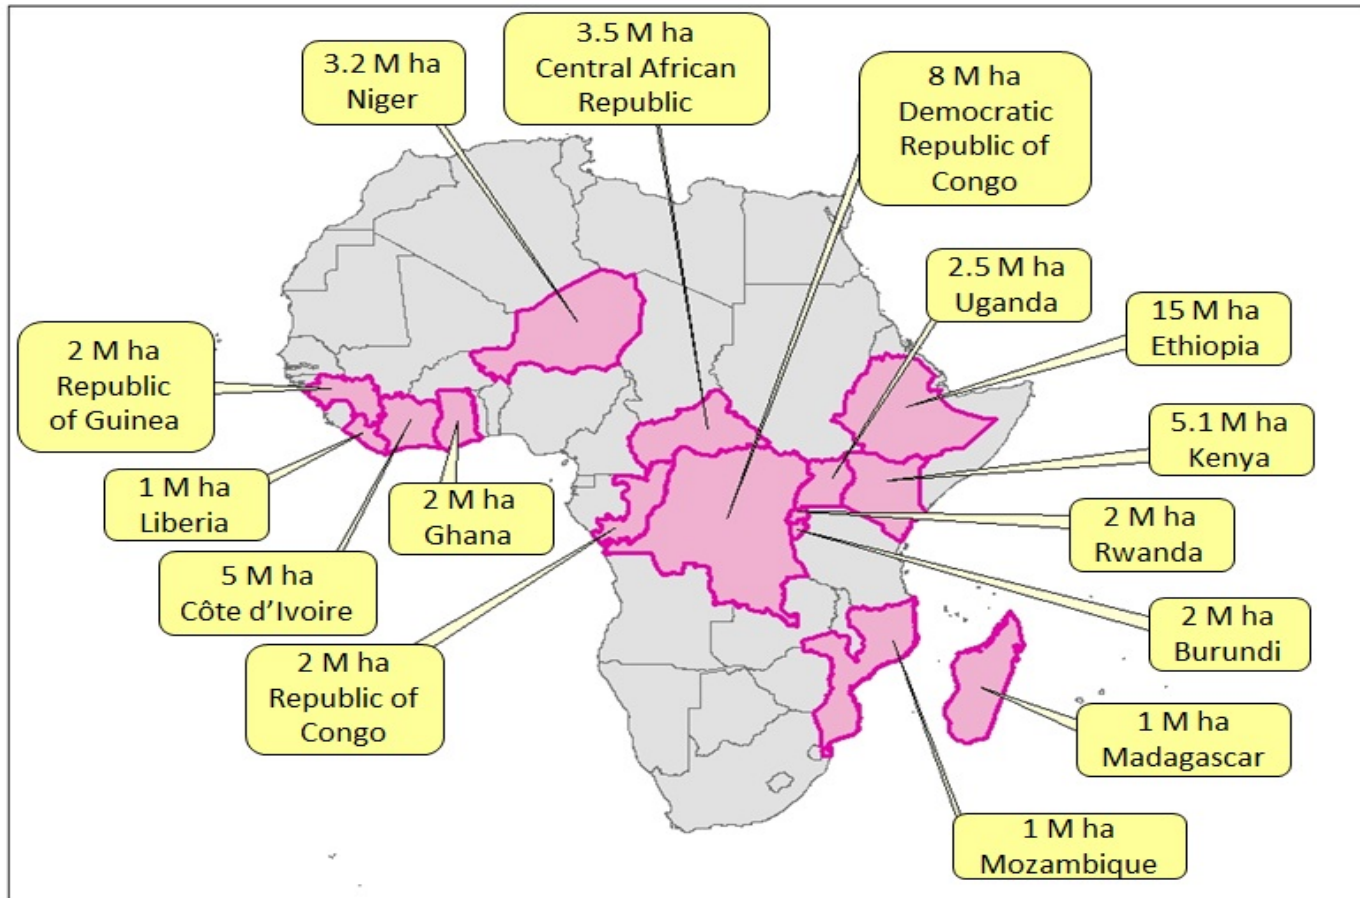 3.2 M ha
Niger
3.5 M ha
Central African
Republic
8 M ha
Democratic
Republic of
Congo
2.5 M ha
Uganda
15 M ha
Ethiopia
2 M ha
Republic
of Guinea
5.1 M ha
Kenya
1 M ha
Liberia
2 M ha
Ghana
2 M ha
Rwanda
5 M ha
Côte d’Ivoire
2 M ha
Burundi
2 M ha
Republic of
Congo
1 M ha
Madagascar
1 M ha
Mozambique